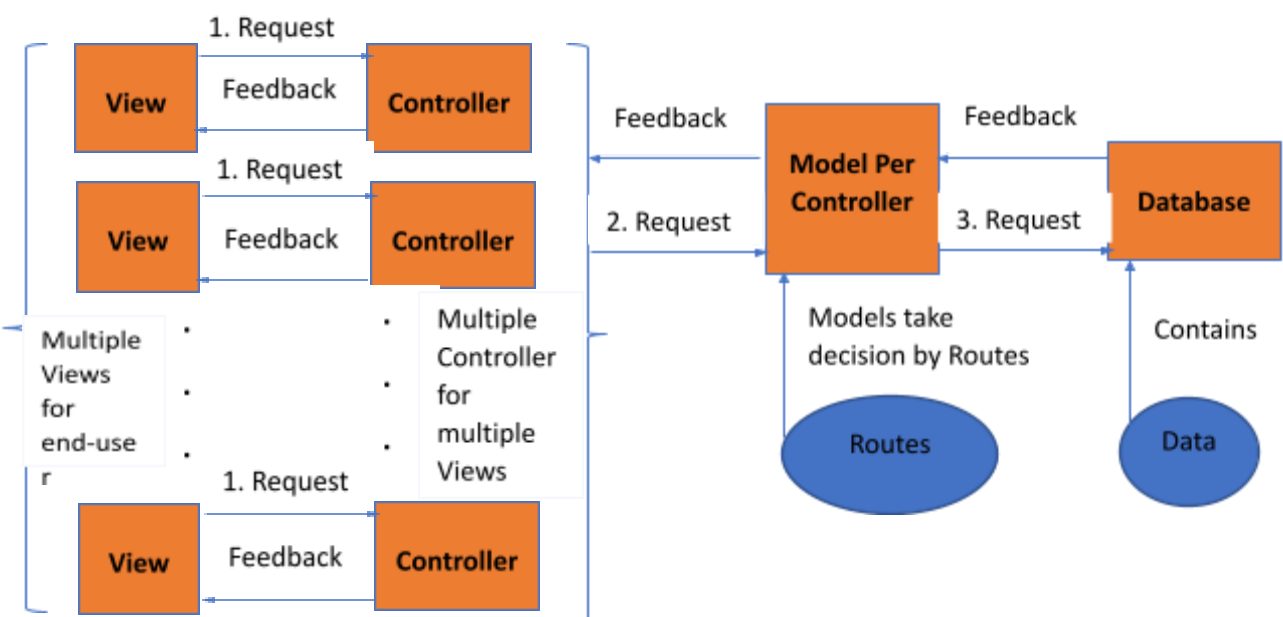 1. Request
View
Feedback
Controller
1. Request
View
Feedback
Controller
Multiple
Views
for
end-use
r
Multiple
Controller
for
multiple
Views
1. Request
View
Feedback
Controller
Feedback
2. Request
Model Per
Controller
Feedback
3. Request
Database
Models take
decision by Routes
Contains
Routes
Data